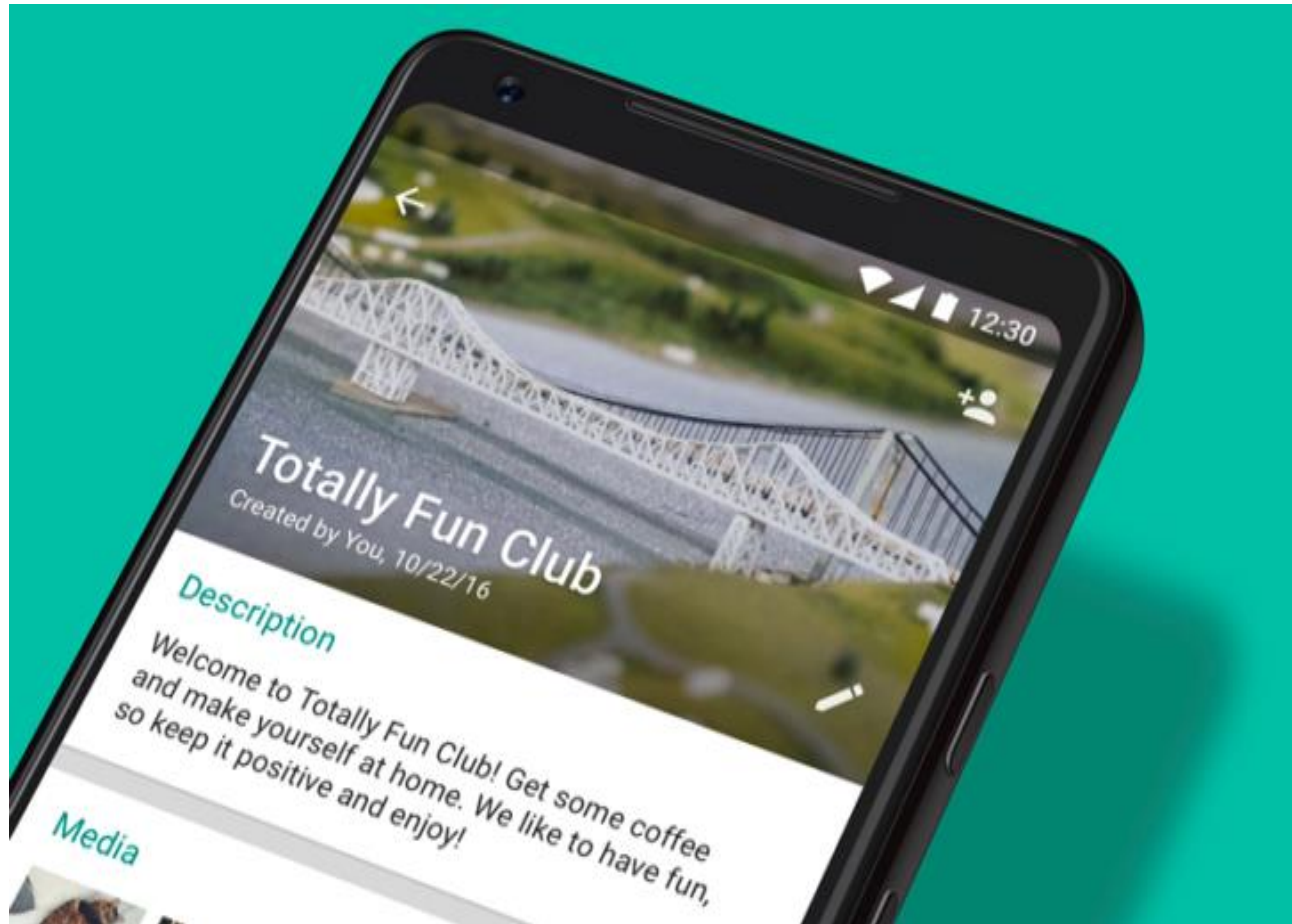 12:30
Totally Fun Club
Created by You, 10/22/16
Description
Welcome to Totally Fun Club! Get some coffee
and make yourself at home. We like to have fun,
so keep it positive and enjoy!
Media